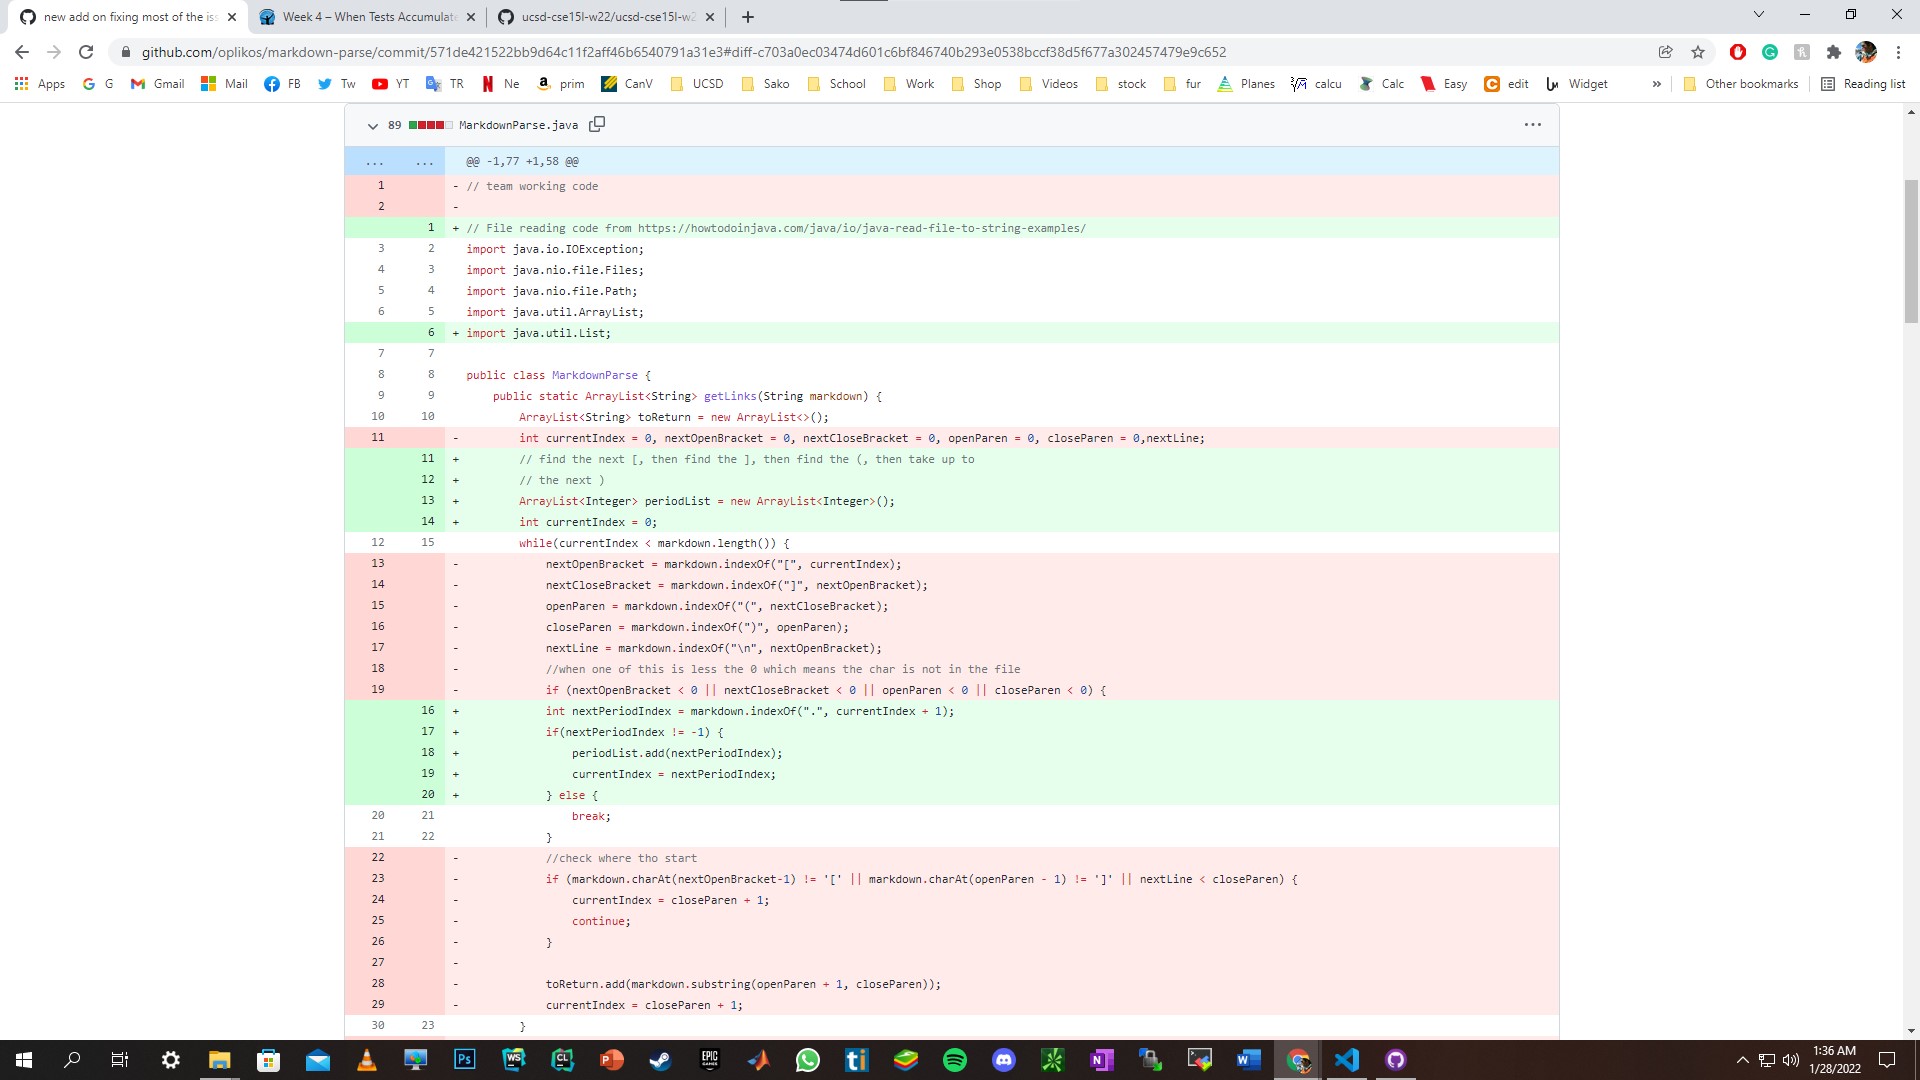 new add on fixing most of the iss
Week 4 – When Tests Accumulate
ucsd-cse15l-w22/ucsd-cse15l-w2
github.com/oplikos/markdown-parse/commit/571de421522bb9d64c11f2aff46b6540791a31e3#diff-c703a0ec03474d601c6bf846740b293e0538bccf38d5f677a302457479e9c652
Apps G Gmail Mail FB Tw YT TR Ne prim CanV UCSD Sako School Work Shop Videos stock fur Planes calcu Calc Easy edit Widget » Other bookmarks Reading list
89 MarkdownParse.java
... ... @@ -1,77 +1,58 @@
1 - // team working code
2 -
1 + // File reading code from https://howtodoinjava.com/java/io/java-read-file-to-string-examples/
3 2 import java.io.IOException;
4 3 import java.nio.file.Files;
5 4 import java.nio.file.Path;
6 5 import java.util.ArrayList;
6 + import java.util.List;
7 7
8 8 public class MarkdownParse {
9 9 public static ArrayList<String> getLinks(String markdown) {
10 10 ArrayList<String> toReturn = new ArrayList<>();
11 - int currentIndex = 0, nextOpenBracket = 0, nextCloseBracket = 0, openParen = 0, closeParen = 0,nextLine;
11 + // find the next [, then find the ], then find the (, then take up to
12 + // the next )
13 + ArrayList<Integer> periodList = new ArrayList<Integer>();
14 + int currentIndex = 0;
12 15 while(currentIndex < markdown.length()) {
13 - nextOpenBracket = markdown.indexOf("[", currentIndex);
14 - nextCloseBracket = markdown.indexOf("]", nextOpenBracket);
15 - openParen = markdown.indexOf("(", nextCloseBracket);
16 - closeParen = markdown.indexOf(")", openParen);
17 - nextLine = markdown.indexOf("\n", nextOpenBracket);
18 - //when one of this is less the 0 which means the char is not in the file
19 - if (nextOpenBracket < 0 || nextCloseBracket < 0 || openParen < 0 || closeParen < 0) {
16 + int nextPeriodIndex = markdown.indexOf(".", currentIndex + 1);
17 + if(nextPeriodIndex != -1) {
18 + periodList.add(nextPeriodIndex);
19 + currentIndex = nextPeriodIndex;
20 + } else {
20 21 break;
21 22 }
22 - //check where tho start
23 - if (markdown.charAt(nextOpenBracket-1) != '[' || markdown.charAt(openParen - 1) != ']' || nextLine < closeParen) {
24 - currentIndex = closeParen + 1;
25 - continue;
26 - }
27 -
28 - toReturn.add(markdown.substring(openParen + 1, closeParen));
29 - currentIndex = closeParen + 1;
30 23 }
1:36 AM
1/28/2022